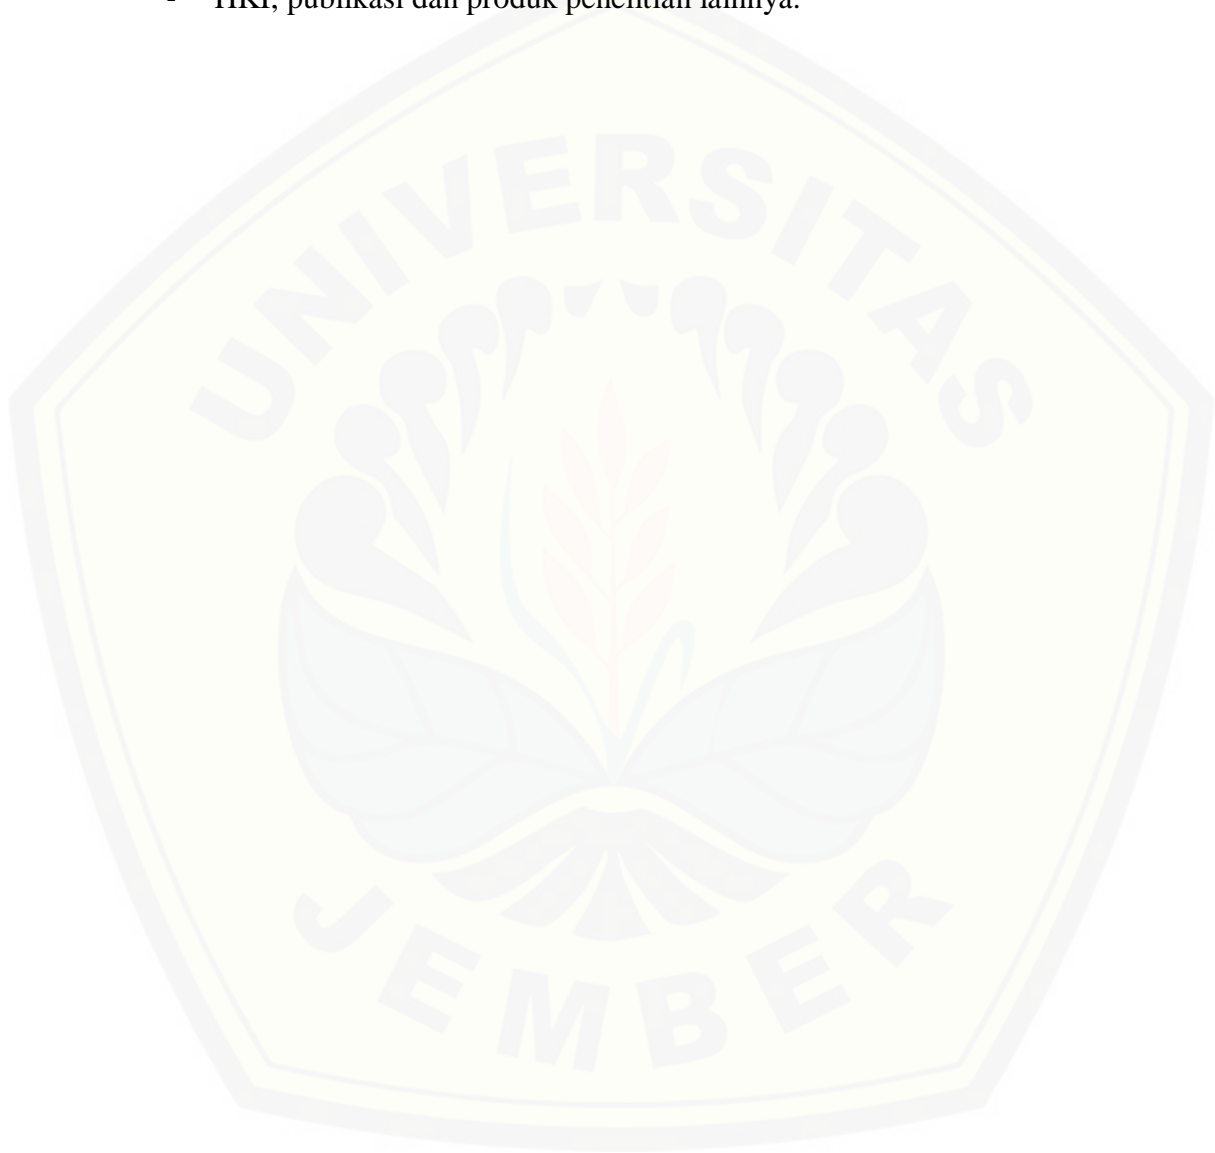 - HKI, publikasi dan produk penelitian lainnya.
UNIVERSITAS
JEMBER